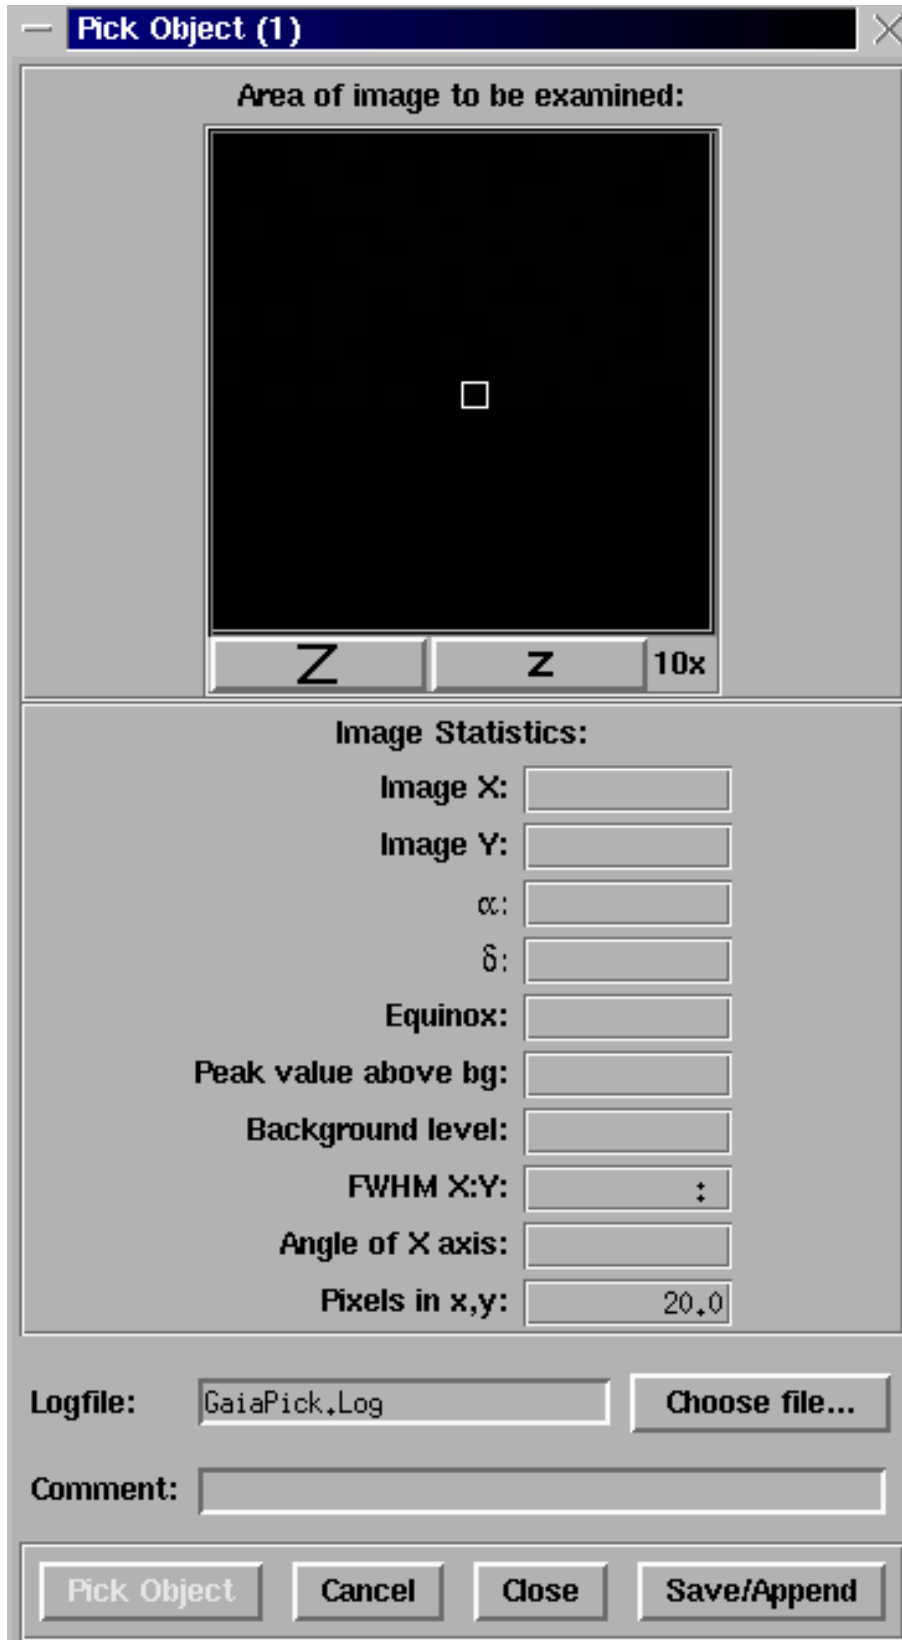 Pick Object (1)
Area of image to be examined:
Z z 10x
Image Statistics:
Image X:
Image Y:
α:
δ:
Equinox:
Peak value above bg:
Background level:
FWHM X:Y: :
Angle of X axis:
Pixels in x,y: 20.0
Logfile: GaiaPick.Log Choose file...
Comment:
Pick Object Cancel Close Save/Append